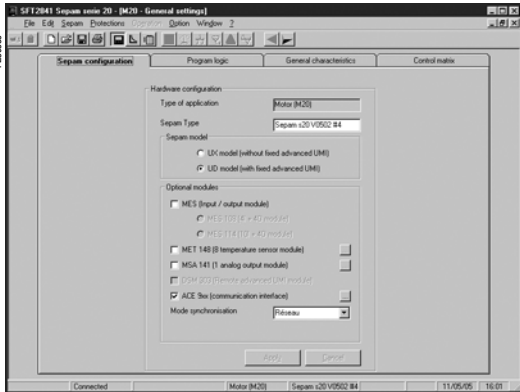 SFT2841 Sepam serie 20 - [M20 - General settings]
File Edit Sepam Protections Operation Option Window ?
Sepam configuration Program logic General characteristics Control matrix
Hardware configuration
Type of application Motor (M20)
Sepam Type Sepam s20 V0502 #4
Sepam model
UX model (without fixed advanced UMI)
UD model (with fixed advanced UMI)
Optional modules
MES (Input / output module)
MES 108 (4I + 4O module)
MES 114 (10I + 4O module)
MET 148 (8 temperature sensor module) ...
MSA 141 (1 analog output module) ...
DSM 303 (Remote advanced UMI module)
ACE 9xx (communication interface) ...
Mode synchronisation Réseau
Apply Cancel
Connected Motor (M20) Sepam s20 V0502 #4 11/05/05 16:01